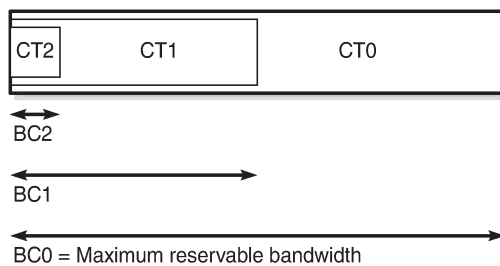 CT2 CT1 CT0
BC2
BC1
BC0 = Maximum reservable bandwidth